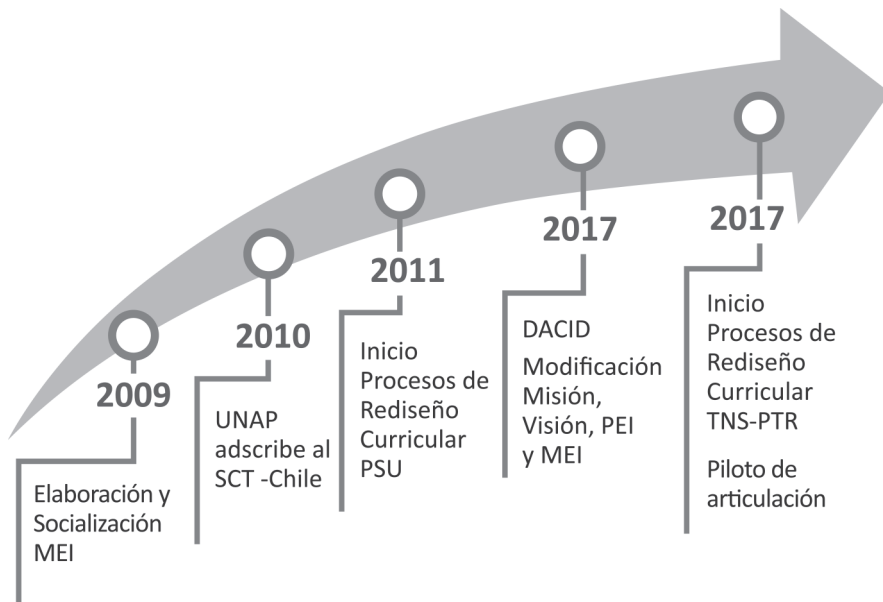 2009
Elaboración y
Socialización
MEI
2010
UNAP
adscribe al
SCT -Chile
2011
Inicio
Procesos de
Rediseño
Curricular
PSU
2017
DACID
Modificación
Misión,
Visión, PEI
y MEI
2017
Inicio
Procesos de
Rediseño
Curricular
TNS-PTR
Piloto de
articulación